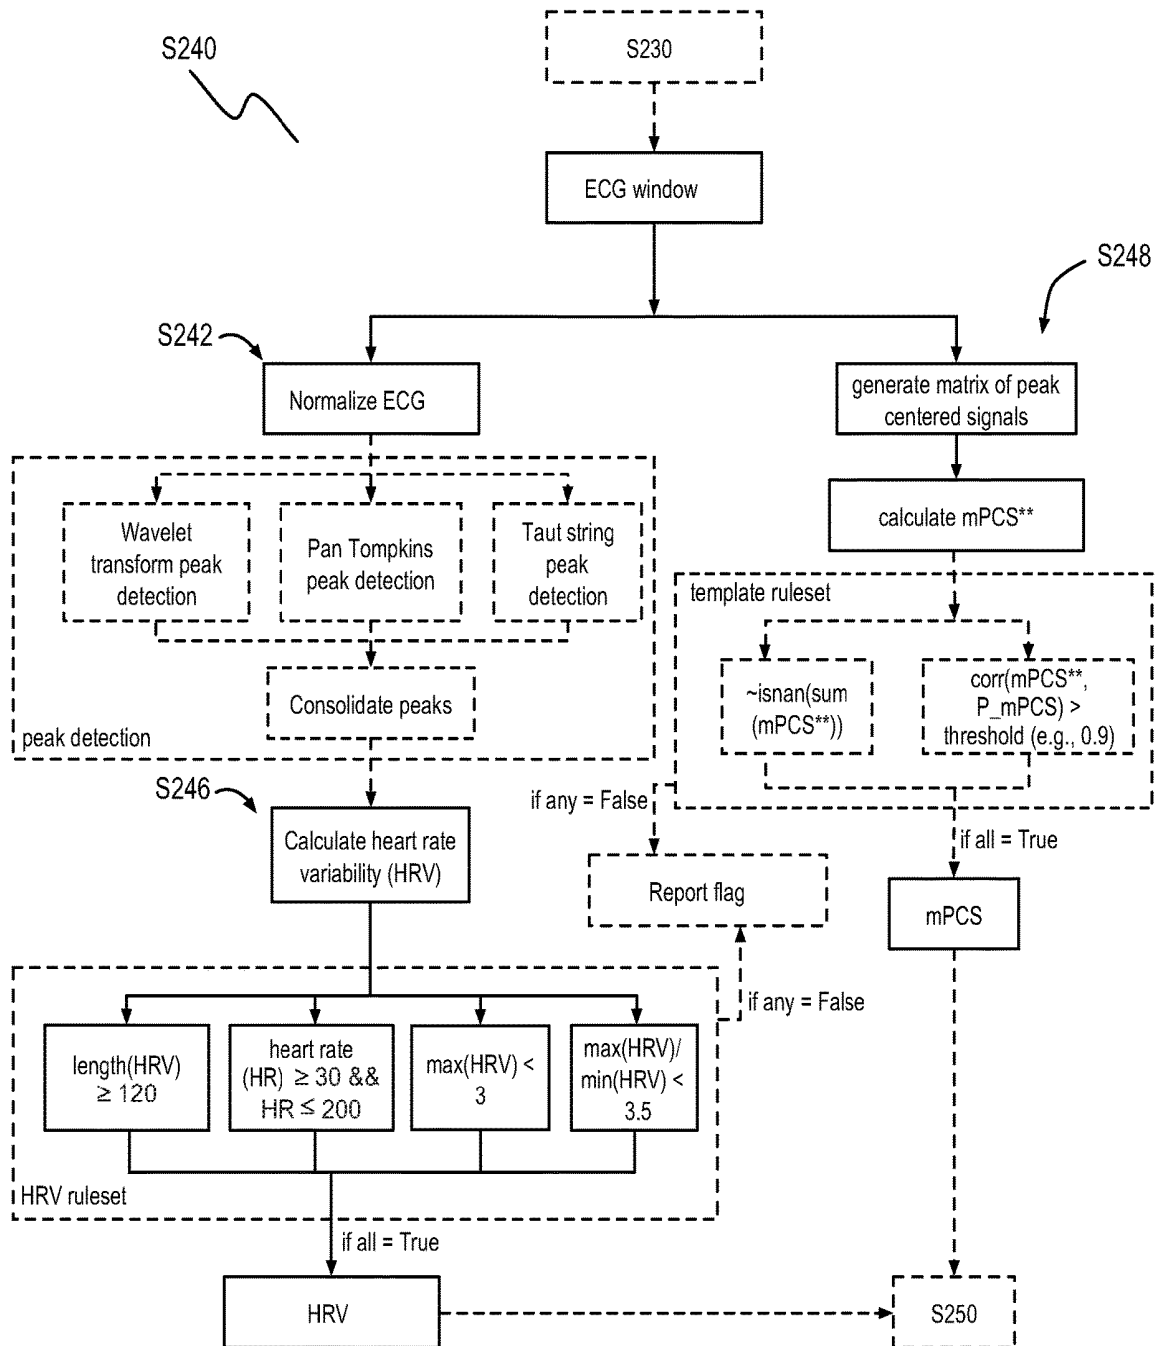 S240
S230
ECG window
S248
S242
Normalize ECG
generate matrix of peak
centered signals
Wavelet
transform peak
detection
Pan Tompkins
peak detection
Taut string
peak
detection
calculate mPCS**
template ruleset
Consolidate peaks
peak detection
~isnan(sum
(mPCS**))
corr(mPCS**,
P_mPCS) >
threshold (e.g., 0.9)
S246
Calculate heart rate
variability (HRV)
if any = False
if all = True
Report flag
mPCS
if any = False
length(HRV)
≥ 120
heart rate
(HR) ≥ 30 &&
HR ≤ 200
max(HRV) <
3
max(HRV)/
min(HRV) <
3.5
HRV ruleset
if all = True
HRV
S250